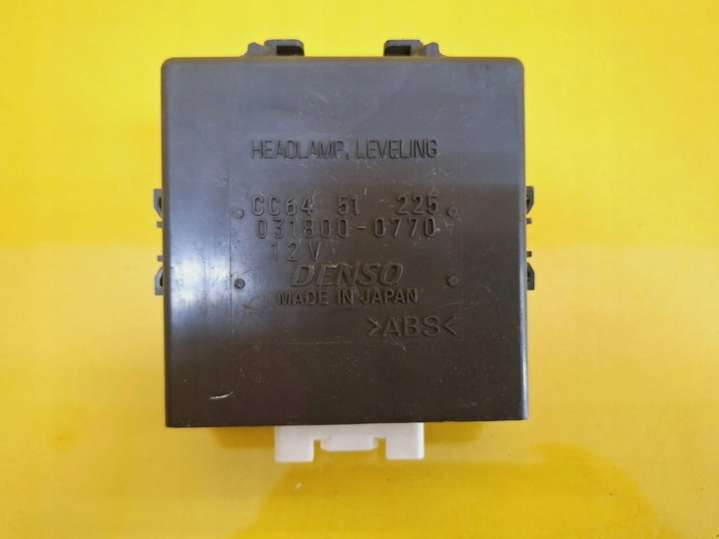 HEADLAMP, LEVELING
CC64 51 225
031800-0770
12V
DENSO
MADE IN JAPAN
>ABS<